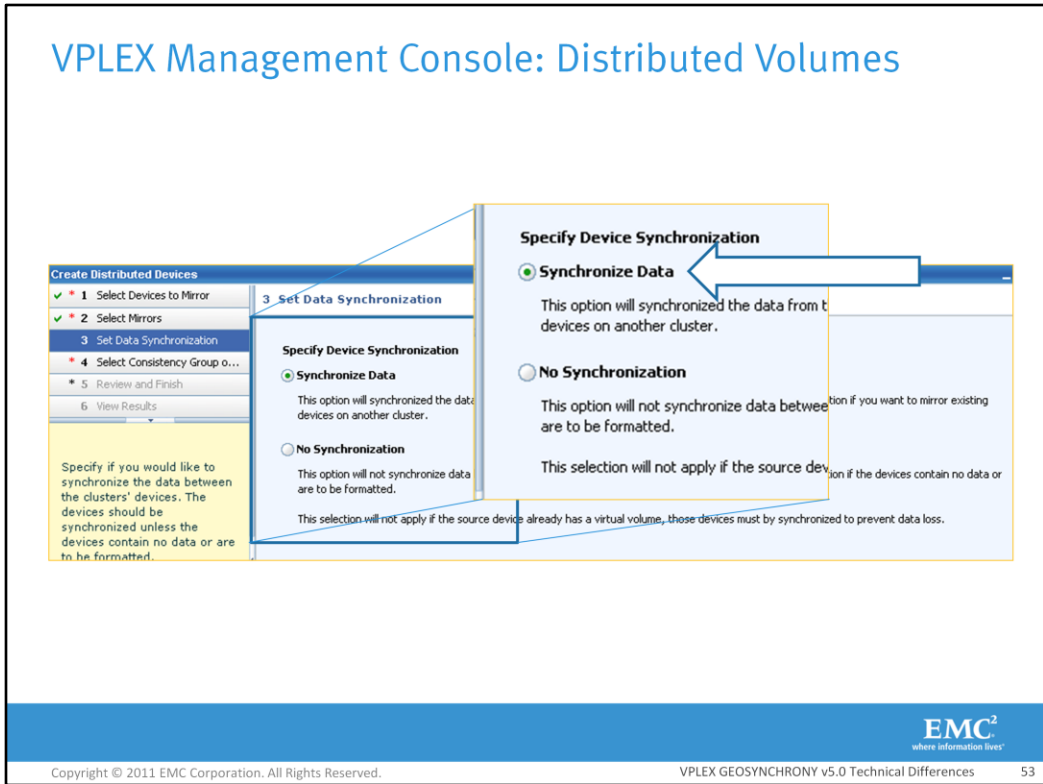 VPLEX Management Console: Distributed Volumes
Create Distributed Devices
✔ * 1 Select Devices to Mirror
✔ * 2 Select Mirrors
3 Set Data Synchronization
* 4 Select Consistency Group o...
* 5 Review and Finish
6 View Results
Specify if you would like to
synchronize the data between
the clusters' devices. The
devices should be
synchronized unless the
devices contain no data or are
to be formatted.
3 Set Data Synchronization
Specify Device Synchronization
Synchronize Data
This option will synchronized the data
devices on another cluster.
tion if you want to mirror existing
No Synchronization
This option will not synchronize data
are to be formatted.
ion if the devices contain no data or
This selection will not apply if the source device already has a virtual volume, those devices must by synchronized to prevent data loss.
Specify Device Synchronization
Synchronize Data
This option will synchronized the data from t
devices on another cluster.
No Synchronization
This option will not synchronize data betwee
are to be formatted.
This selection will not apply if the source dev
EMC²
where information lives®
Copyright © 2011 EMC Corporation. All Rights Reserved.
VPLEX GEOSYNCHRONY v5.0 Technical Differences
53